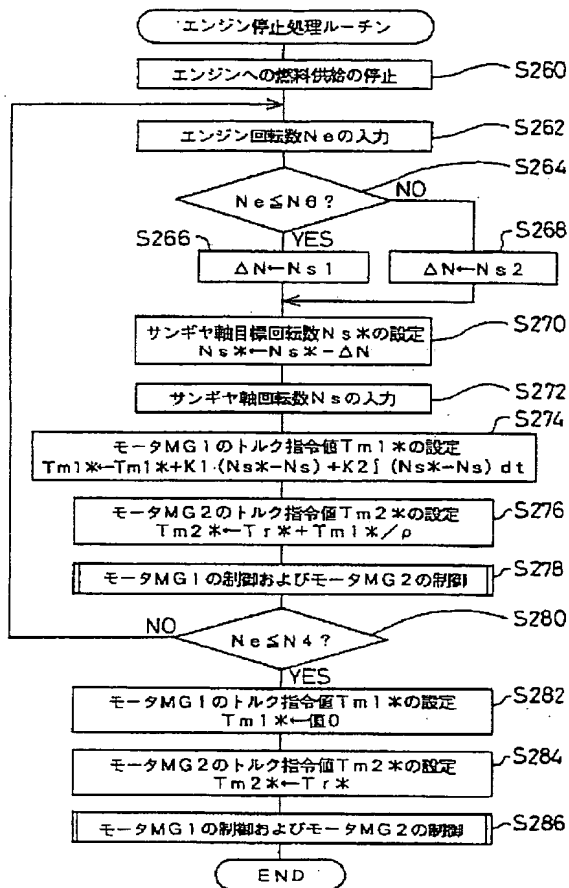 エンジン停止処理ルーチン
エンジンへの燃料供給の停止
S260
エンジン回転数Neの入力
S262
S264
Ne≦N6?
NO
YES
S266
S268
ΔN←Ns1
ΔN←Ns2
サンギヤ軸目標回転数Ns*の設定
Ns*←Ns*-ΔN
S270
サンギヤ軸回転数Nsの入力
S272
S274
モータMG1のトルク指令値Tm1*の設定
Tm1*←Tm1*+K1・(Ns*-Ns)+K2∫(Ns*-Ns)dt
モータMG2のトルク指令値Tm2*の設定
Tm2*←Tr*+Tm1*/ρ
S276
モータMG1の制御およびモータMG2の制御
S278
S280
NO
Ne≦N4?
YES
モータMG1のトルク指令値Tm1*の設定
Tm1*←値0
S282
モータMG2のトルク指令値Tm2*の設定
Tm2*←Tr*
S284
モータMG1の制御およびモータMG2の制御
S286
END